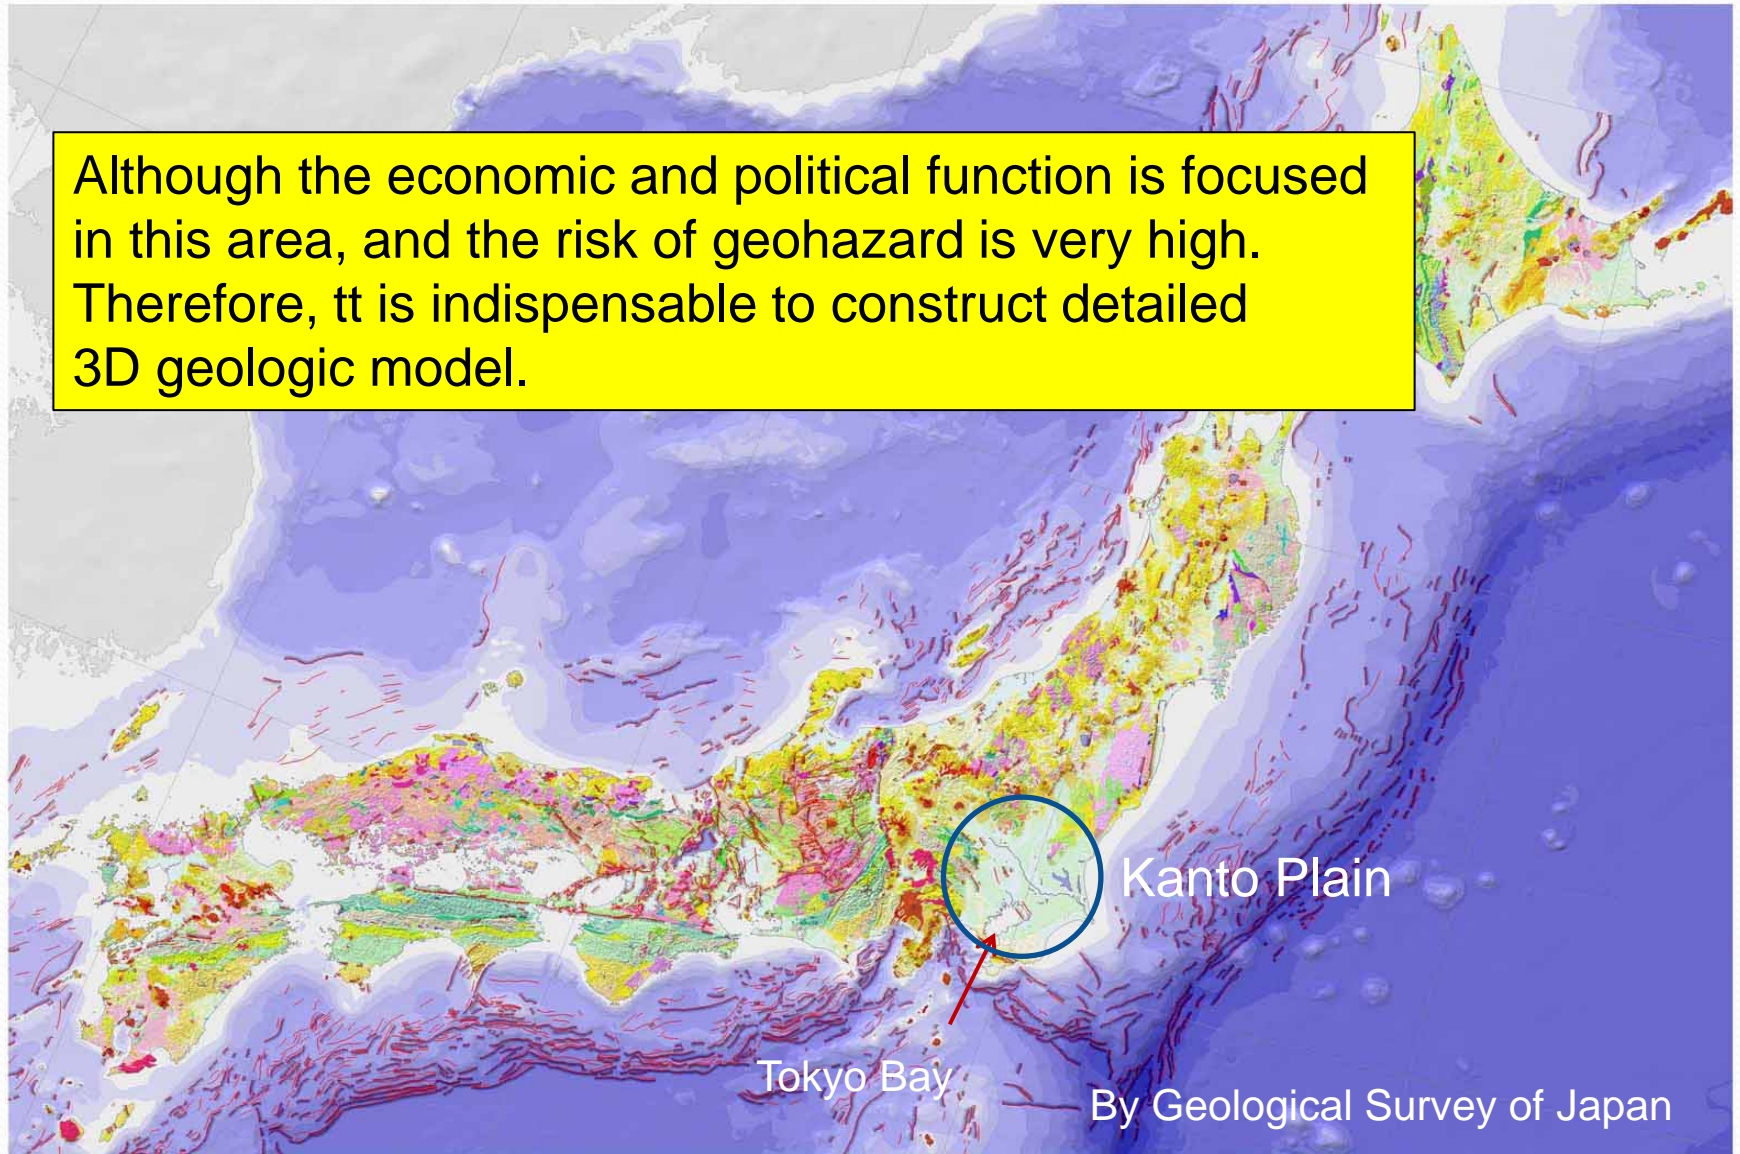 Although the economic and political function is focused
in this area, and the risk of geohazard is very high.
Therefore, tt is indispensable to construct detailed
3D geologic model.
Kanto Plain
Tokyo Bay
By Geological Survey of Japan